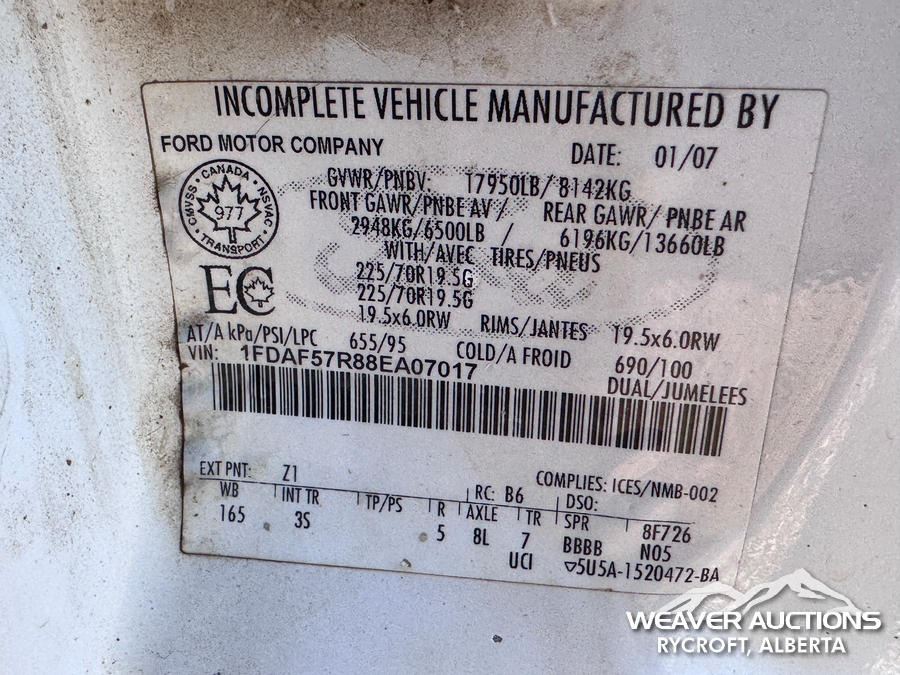 INCOMPLETE VEHICLE MANUFACTURED BY
FORD MOTOR COMPANY
DATE: 01/07
CMVSS · CANADA · NSVAC
977
TRANSPORT
GVWR/PNBV: 17950LB/ 8142KG
FRONT GAWR/PNBE AV / REAR GAWR/ PNBE AR
2948KG/6500LB / 6196KG/13660LB
WITH/AVEC TIRES/PNEUS
225/70R19.5G
225/70R19.5G
EC
19.5x6.0RW RIMS/JANTES 19.5x6.0RW
AT/A kPa/PSI/LPC 655/95 COLD/A FROID 690/100
VIN: 1FDAF57R88EA07017 DUAL/JUMELEES
EXT PNT: Z1 RC: B6 COMPLIES: ICES/NMB-002
DSO:
WB INT TR TP/PS R AXLE TR SPR 8F726
165 3S 5 8L 7 BBBB N05
UCI ▽5U5A-1520472-BA
WEAVER AUCTIONS
RYCROFT, ALBERTA